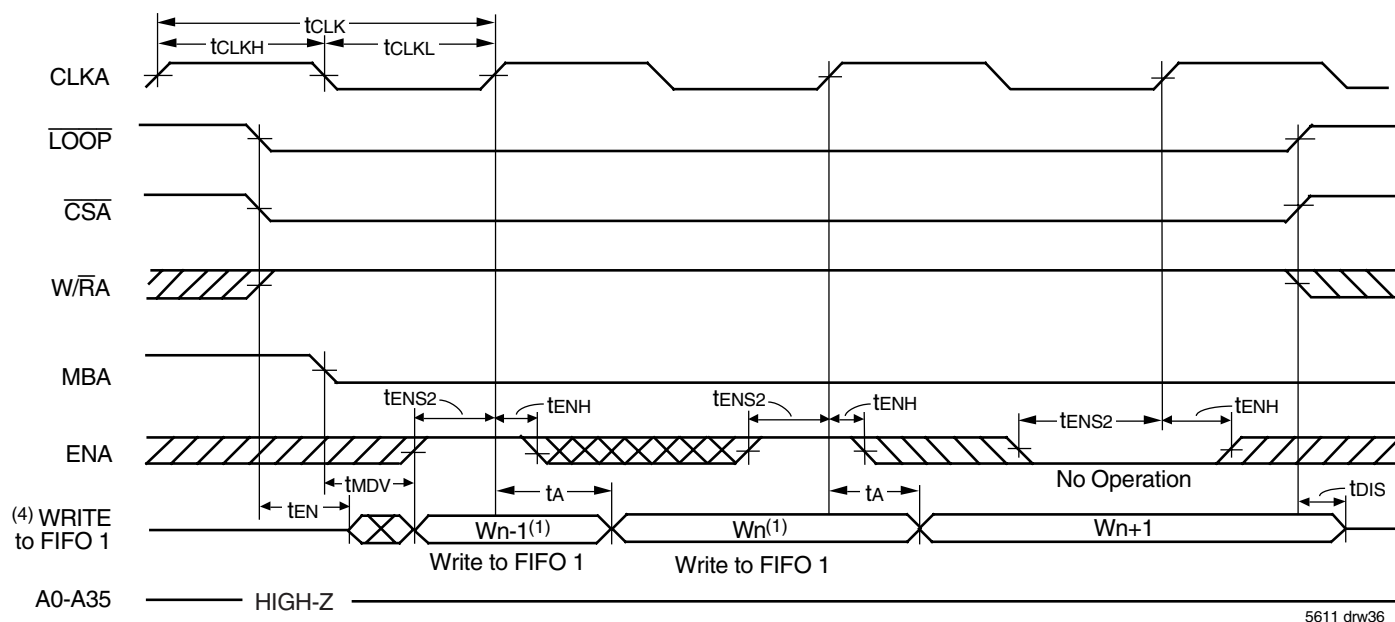 tCLK
tCLKH
tCLKL
CLKA
LOOP
CSA
W/RA
MBA
tENS2
tENH
tENS2
tENH
tENS2
tENH
ENA
No Operation
tMDV
tEN
tA
tA
tDIS
(4) WRITE
to FIFO 1
Wn-1(1)
Wn(1)
Wn+1
Write to FIFO 1
Write to FIFO 1
A0-A35
HIGH-Z
5611 drw36